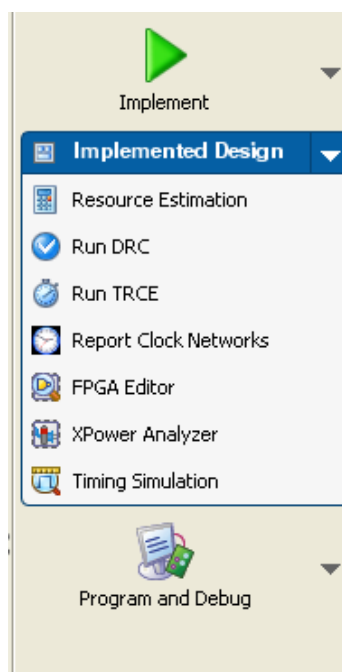 Implement
Implemented Design
Resource Estimation
Run DRC
Run TRCE
Report Clock Networks
FPGA Editor
XPower Analyzer
Timing Simulation
Program and Debug